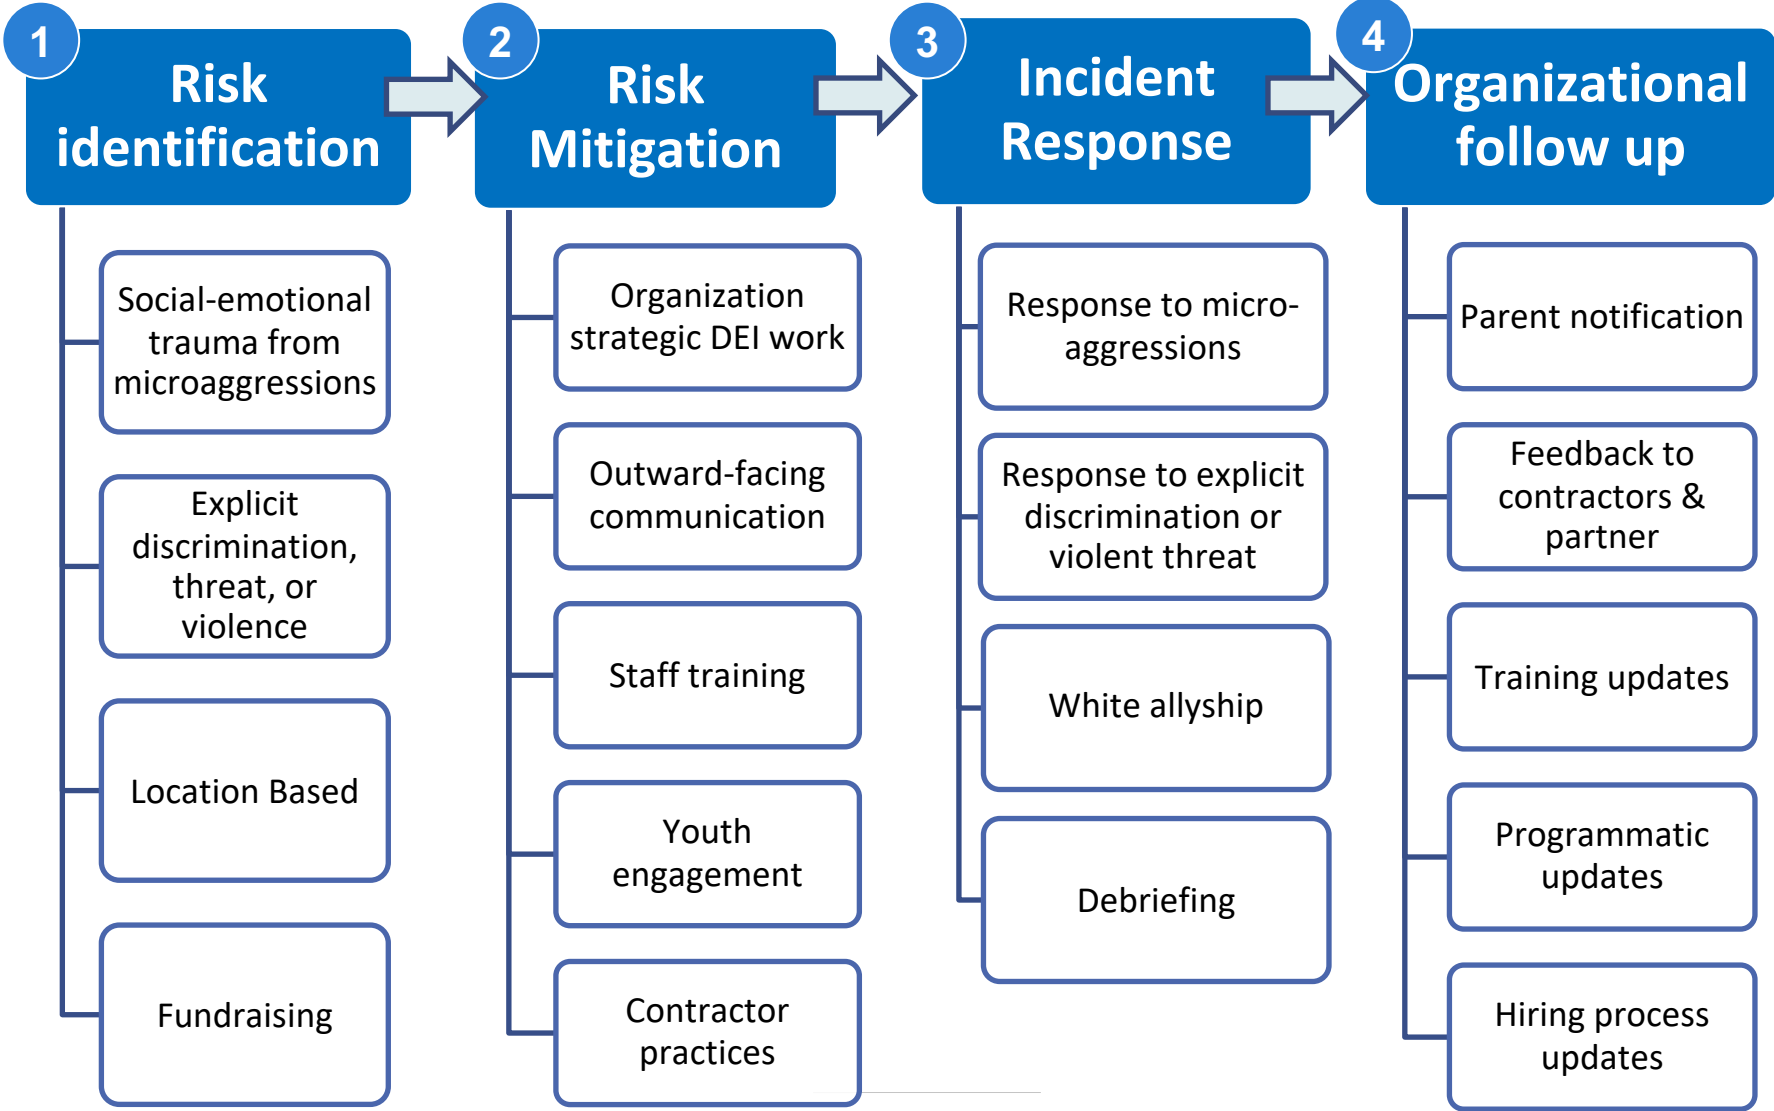 1
Risk
identification
Social-emotional
trauma from
microaggressions
Explicit
discrimination,
threat, or
violence
Location Based
Fundraising
2
Risk
Mitigation
Organization
strategic DEI work
Outward-facing
communication
Staff training
Youth
engagement
Contractor
practices
3
Incident
Response
Response to micro-
aggressions
Response to explicit
discrimination or
violent threat
White allyship
Debriefing
4
Organizational
follow up
Parent notification
Feedback to
contractors &
partner
Training updates
Programmatic
updates
Hiring process
updates